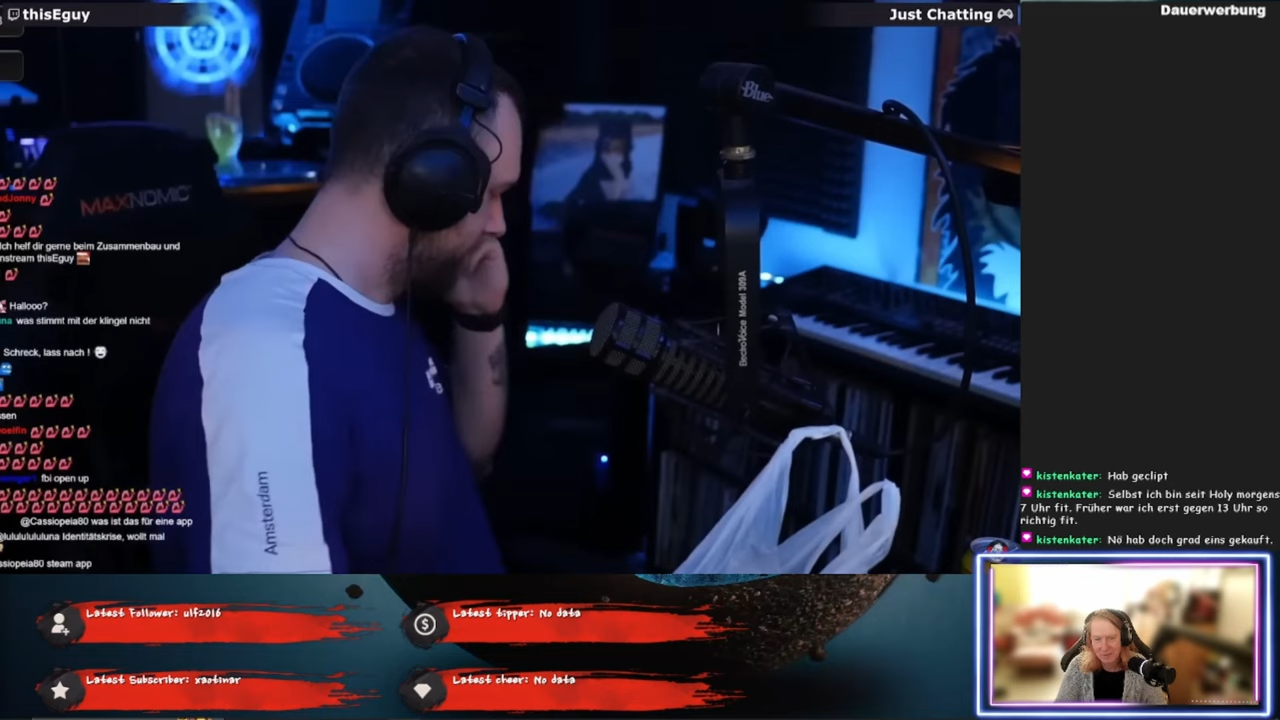 thisEguy
Just Chatting
Dauerwerbung
Blue
MAXNOMIC
ElectroVoice Model 309A
Amsterdam
Ich helf dir gerne beim Zusammenbau und
thisEguy
Hallooo?
was stimmt mit der klingel nicht
Schreck, lass nach !
fbi open up
@Cassiopeia80 was ist das für eine app
Identitätskrise, wollt mal
steam app
kistenkater: Hab geclipt
kistenkater: Selbst ich bin seit Holy morgens
7 Uhr fit. Früher war ich erst gegen 13 Uhr so
richtig fit.
kistenkater: Nö hab doch grad eins gekauft.
Latest Follower: ulf2016
Latest tipper: No data
Latest Subscriber: xaotinar
Latest cheer: No data